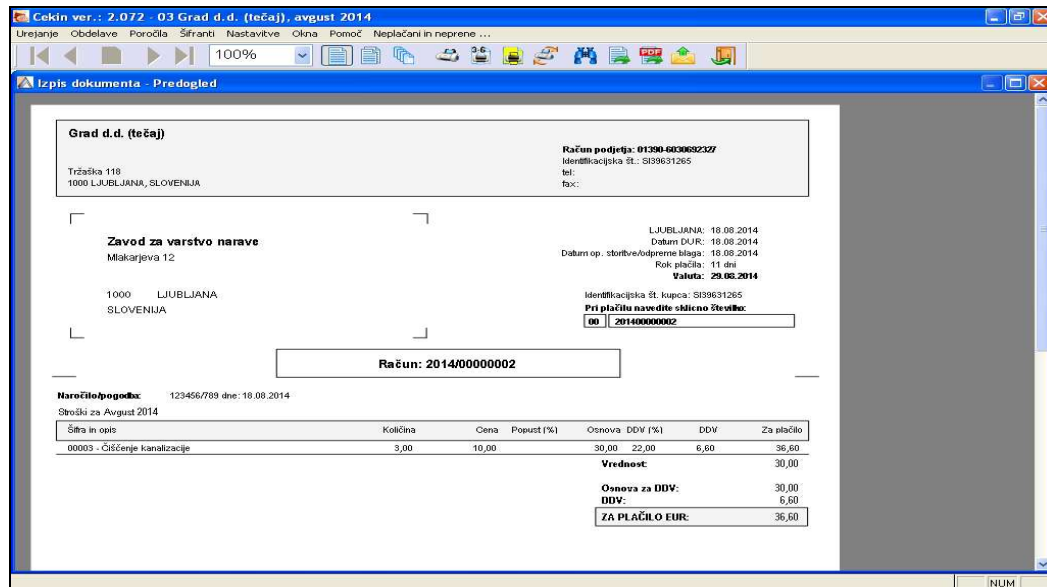 Cekin ver.: 2.072 - 03 Grad d.d. (tečaj), avgust 2014
Urejanje Obdelave Poročila Šifranti Nastavitve Okna Pomoč Neplačani in neprene ...
100%
Izpis dokumenta - Predogled
Grad d.d. (tečaj)
Račun podjetja: 01390-6030692327
Identifikacijska št.: SI39631265
Tržaška 118
tel:
1000 LJUBLJANA, SLOVENIJA
fax:
LJUBLJANA: 18.08.2014
Zavod za varstvo narave
Datum DUR: 18.08.2014
Mlakarjeva 12
Datum op. storitve/odpreme blaga: 18.08.2014
Rok plačila: 11 dni
Valuta: 29.08.2014
1000 LJUBLJANA
Identifikacijska št. kupca: SI39631265
SLOVENIJA
Pri plačilu navedite sklicno številko:
00 201400000002
Račun: 2014/00000002
Naročilo/pogodba: 123456/789 dne: 18.08.2014
Stroški za Avgust 2014
Šifra in opis Količina Cena Popust (%) Osnova DDV (%) DDV Za plačilo
00003 - Čiščenje kanalizacije 3,00 10,00 30,00 22,00 6,60 36,60
Vrednost: 30,00
Osnova za DDV: 30,00
DDV: 6,60
ZA PLAČILO EUR: 36,60
NUM